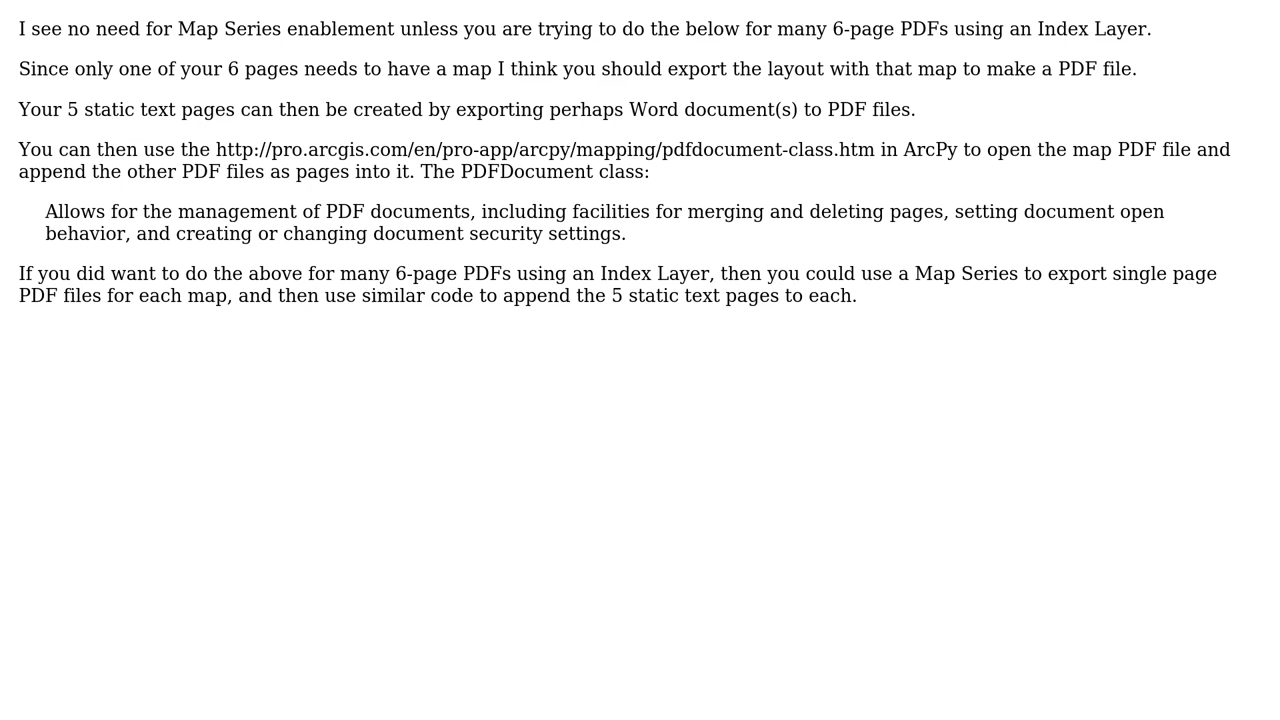 I see no need for Map Series enablement unless you are trying to do the below for many 6-page PDFs using an Index Layer.
Since only one of your 6 pages needs to have a map I think you should export the layout with that map to make a PDF file.
Your 5 static text pages can then be created by exporting perhaps Word document(s) to PDF files.
You can then use the http://pro.arcgis.com/en/pro-app/arcpy/mapping/pdfdocument-class.htm in ArcPy to open the map PDF file and
append the other PDF files as pages into it. The PDFDocument class:
Allows for the management of PDF documents, including facilities for merging and deleting pages, setting document open
behavior, and creating or changing document security settings.
If you did want to do the above for many 6-page PDFs using an Index Layer, then you could use a Map Series to export single page
PDF files for each map, and then use similar code to append the 5 static text pages to each.